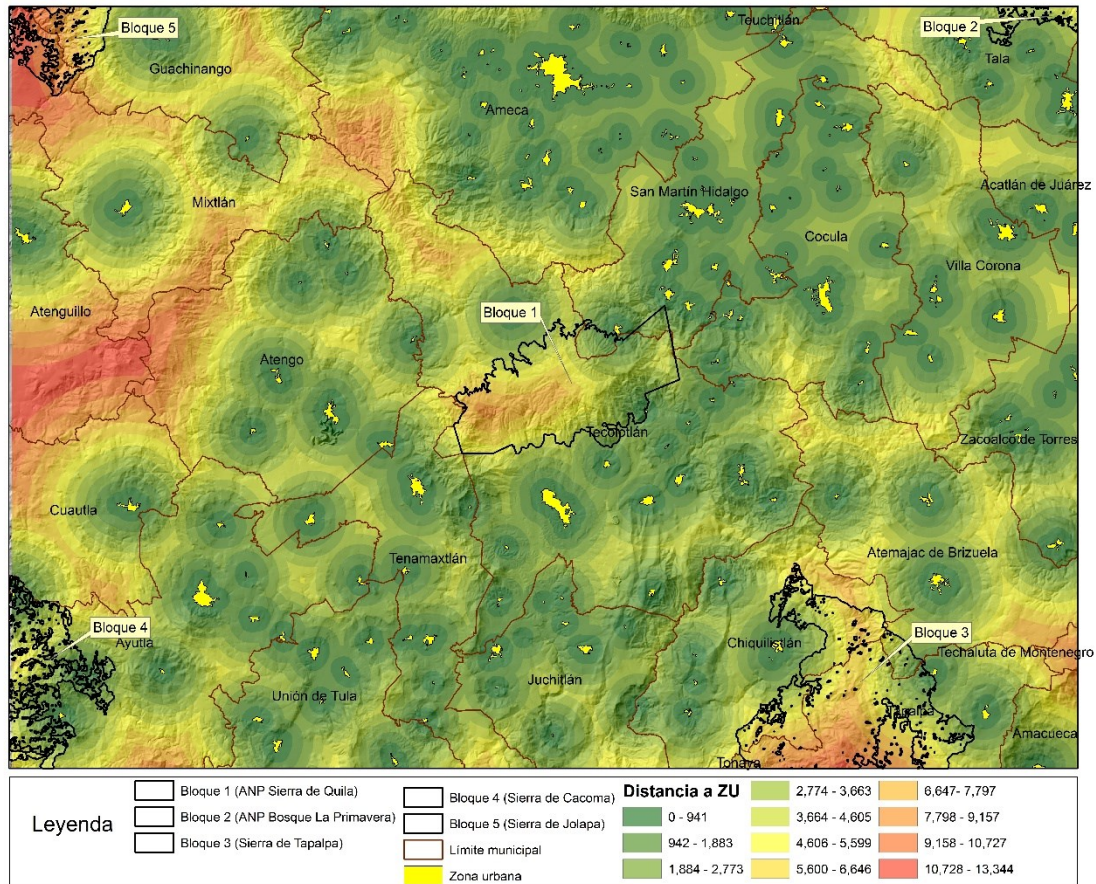 Bloque 5
Teuchitlán
Bloque 2
Tala
Guachinango
Ameca
San Martín Hidalgo
Acatlán de Juárez
Mixtlán
Cocula
Villa Corona
Atenguillo
Bloque 1
Atengo
Tecolotlán
Zacoalco de Torres
Cuautla
Tenamaxtlán
Atemajac de Brizuela
Bloque 4
Ayutla
Chiquilistlán
Bloque 3
Techaluta de Montenegro
Juchitlán
Unión de Tula
Tapalpa
Amacueca
Tonaya
Leyenda
Bloque 1 (ANP Sierra de Quila)
Bloque 2 (ANP Bosque La Primavera)
Bloque 3 (Sierra de Tapalpa)
Bloque 4 (Sierra de Cacoma)
Bloque 5 (Sierra de Jolapa)
Límite municipal
Zona urbana
Distancia a ZU
0 - 941
942 - 1,883
1,884 - 2,773
2,774 - 3,663
3,664 - 4,605
4,606 - 5,599
5,600 - 6,646
6,647- 7,797
7,798 - 9,157
9,158 - 10,727
10,728 - 13,344